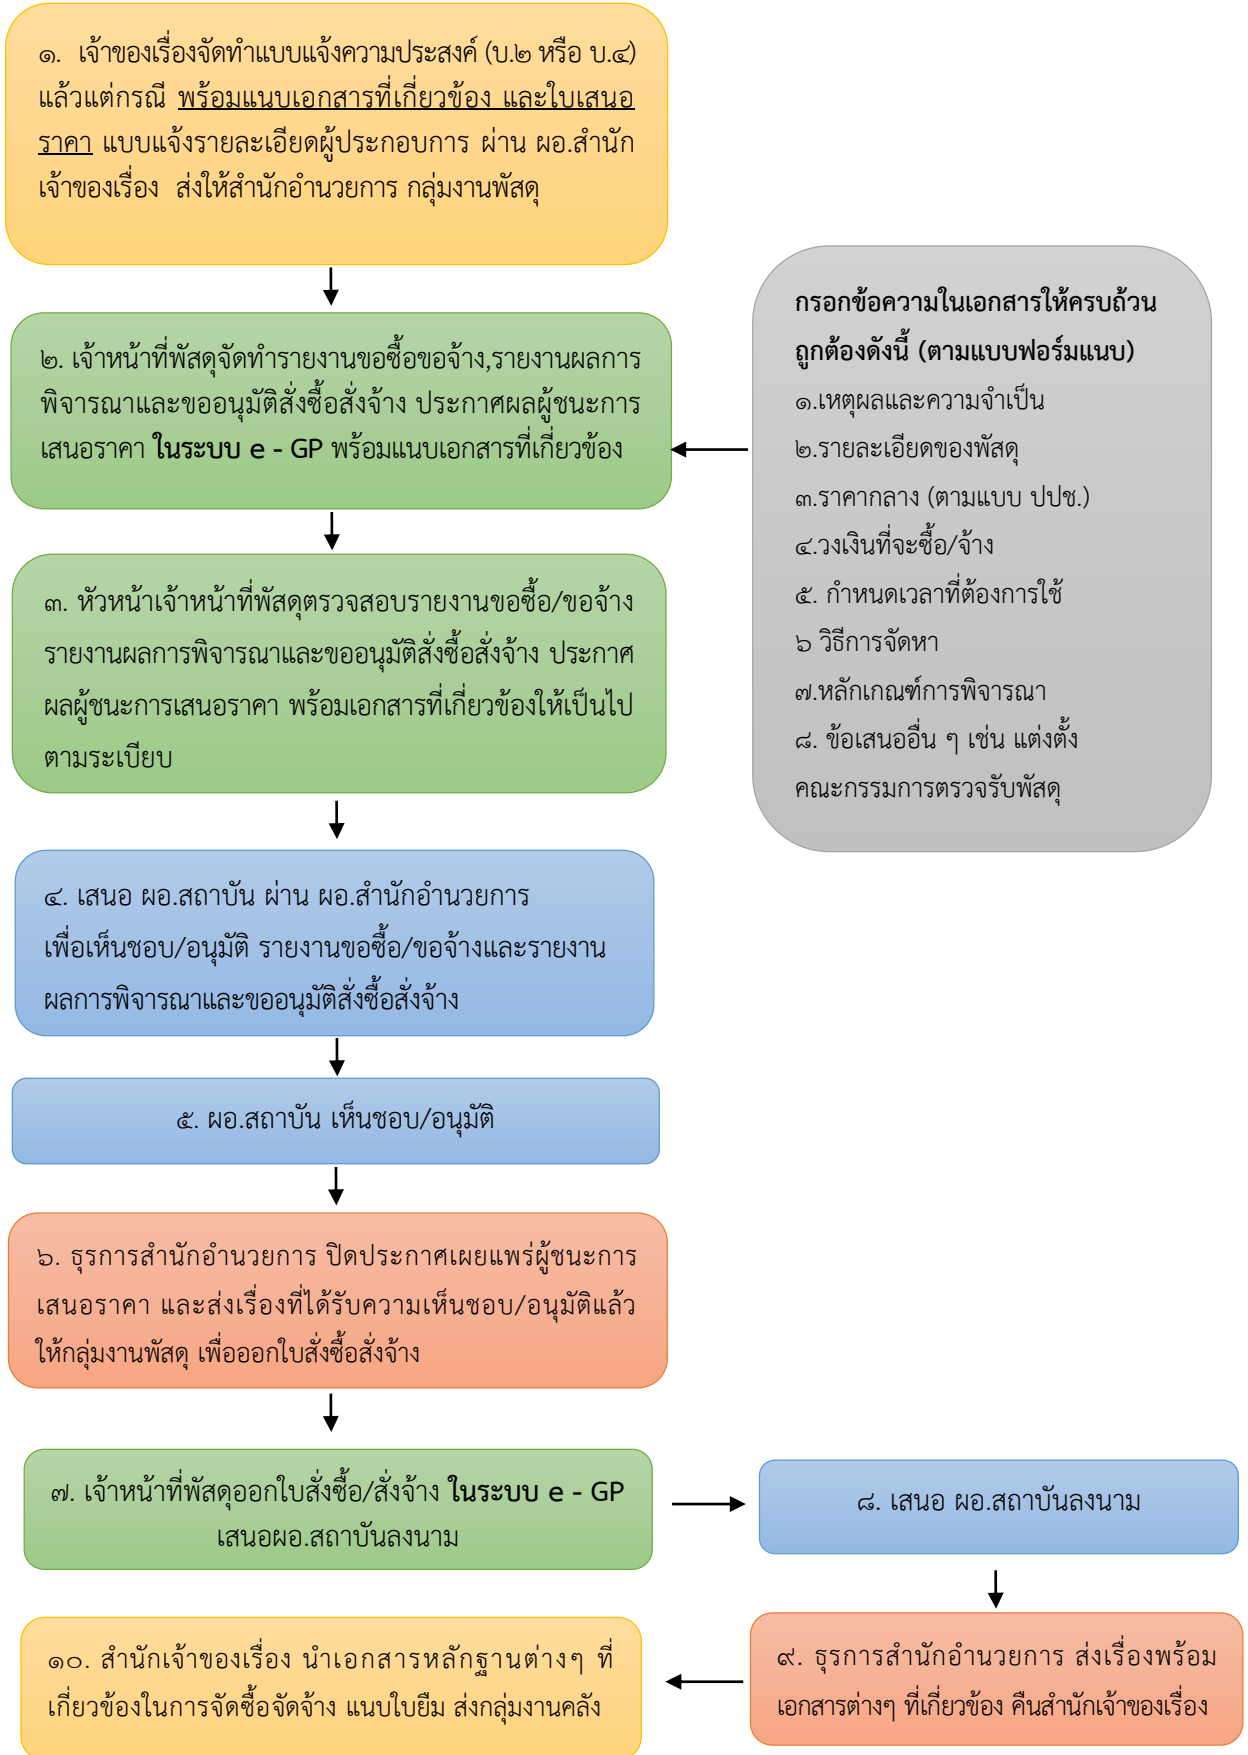 ๑. เจ้าของเรื่องจัดทำแบบแจ้งความประสงค์ (บ.๒ หรือ บ.๔)
แล้วแต่กรณี พร้อมแนบเอกสารที่เกี่ยวข้อง และใบเสนอ
ราคา แบบแจ้งรายละเอียดผู้ประกอบการ ผ่าน ผอ.สำนัก
เจ้าของเรื่อง ส่งให้สำนักอำนวยการ กลุ่มงานพัสดุ
๒. เจ้าหน้าที่พัสดุจัดทำรายงานขอซื้อขอจ้าง,รายงานผลการ
พิจารณาและขออนุมัติสั่งซื้อสั่งจ้าง ประกาศผลผู้ชนะการ
เสนอราคา ในระบบ e - GP พร้อมแนบเอกสารที่เกี่ยวข้อง
กรอกข้อความในเอกสารให้ครบถ้วน
ถูกต้องดังนี้ (ตามแบบฟอร์มแนบ)
๑.เหตุผลและความจำเป็น
๒.รายละเอียดของพัสดุ
๓.ราคากลาง (ตามแบบ ปปช.)
๔.วงเงินที่จะซื้อ/จ้าง
๕. กำหนดเวลาที่ต้องการใช้
๖ วิธีการจัดหา
๗.หลักเกณฑ์การพิจารณา
๘. ข้อเสนออื่น ๆ เช่น แต่งตั้ง
คณะกรรมการตรวจรับพัสดุ
๓. หัวหน้าเจ้าหน้าที่พัสดุตรวจสอบรายงานขอซื้อ/ขอจ้าง
รายงานผลการพิจารณาและขออนุมัติสั่งซื้อสั่งจ้าง ประกาศ
ผลผู้ชนะการเสนอราคา พร้อมเอกสารที่เกี่ยวข้องให้เป็นไป
ตามระเบียบ
๔. เสนอ ผอ.สถาบัน ผ่าน ผอ.สำนักอำนวยการ
เพื่อเห็นชอบ/อนุมัติ รายงานขอซื้อ/ขอจ้างและรายงาน
ผลการพิจารณาและขออนุมัติสั่งซื้อสั่งจ้าง
๕. ผอ.สถาบัน เห็นชอบ/อนุมัติ
๖. ธุรการสำนักอำนวยการ ปิดประกาศเผยแพร่ผู้ชนะการ
เสนอราคา และส่งเรื่องที่ได้รับความเห็นชอบ/อนุมัติแล้ว
ให้กลุ่มงานพัสดุ เพื่อออกใบสั่งซื้อสั่งจ้าง
๗. เจ้าหน้าที่พัสดุออกใบสั่งซื้อ/สั่งจ้าง ในระบบ e - GP
เสนอผอ.สถาบันลงนาม
๘. เสนอ ผอ.สถาบันลงนาม
๙. ธุรการสำนักอำนวยการ ส่งเรื่องพร้อม
เอกสารต่างๆ ที่เกี่ยวข้อง คืนสำนักเจ้าของเรื่อง
๑๐. สำนักเจ้าของเรื่อง นำเอกสารหลักฐานต่างๆ ที่
เกี่ยวข้องในการจัดซื้อจัดจ้าง แนบใบยืม ส่งกลุ่มงานคลัง